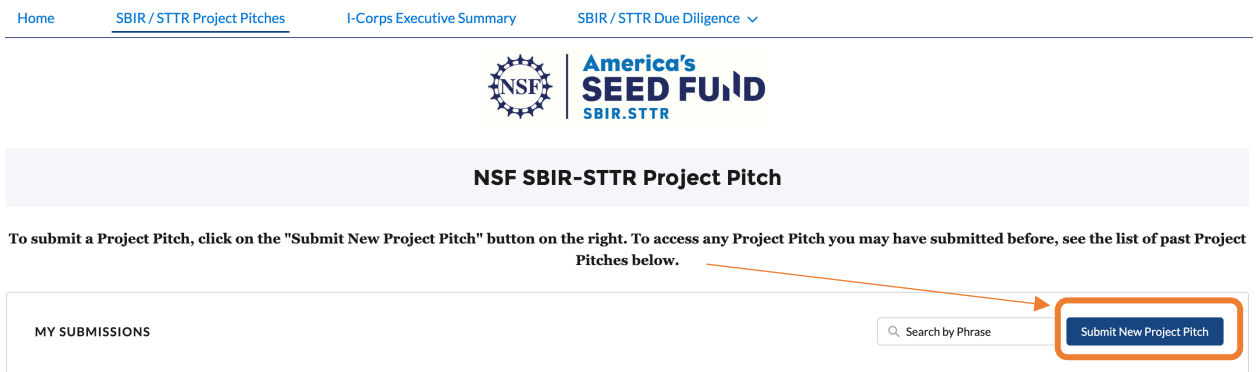 Home SBIR / STTR Project Pitches I-Corps Executive Summary SBIR / STTR Due Diligence
NSF
America's
SEED FUND
SBIR.STTR
NSF SBIR-STTR Project Pitch
To submit a Project Pitch, click on the "Submit New Project Pitch" button on the right. To access any Project Pitch you may have submitted before, see the list of past Project
Pitches below.
MY SUBMISSIONS Search by Phrase Submit New Project Pitch